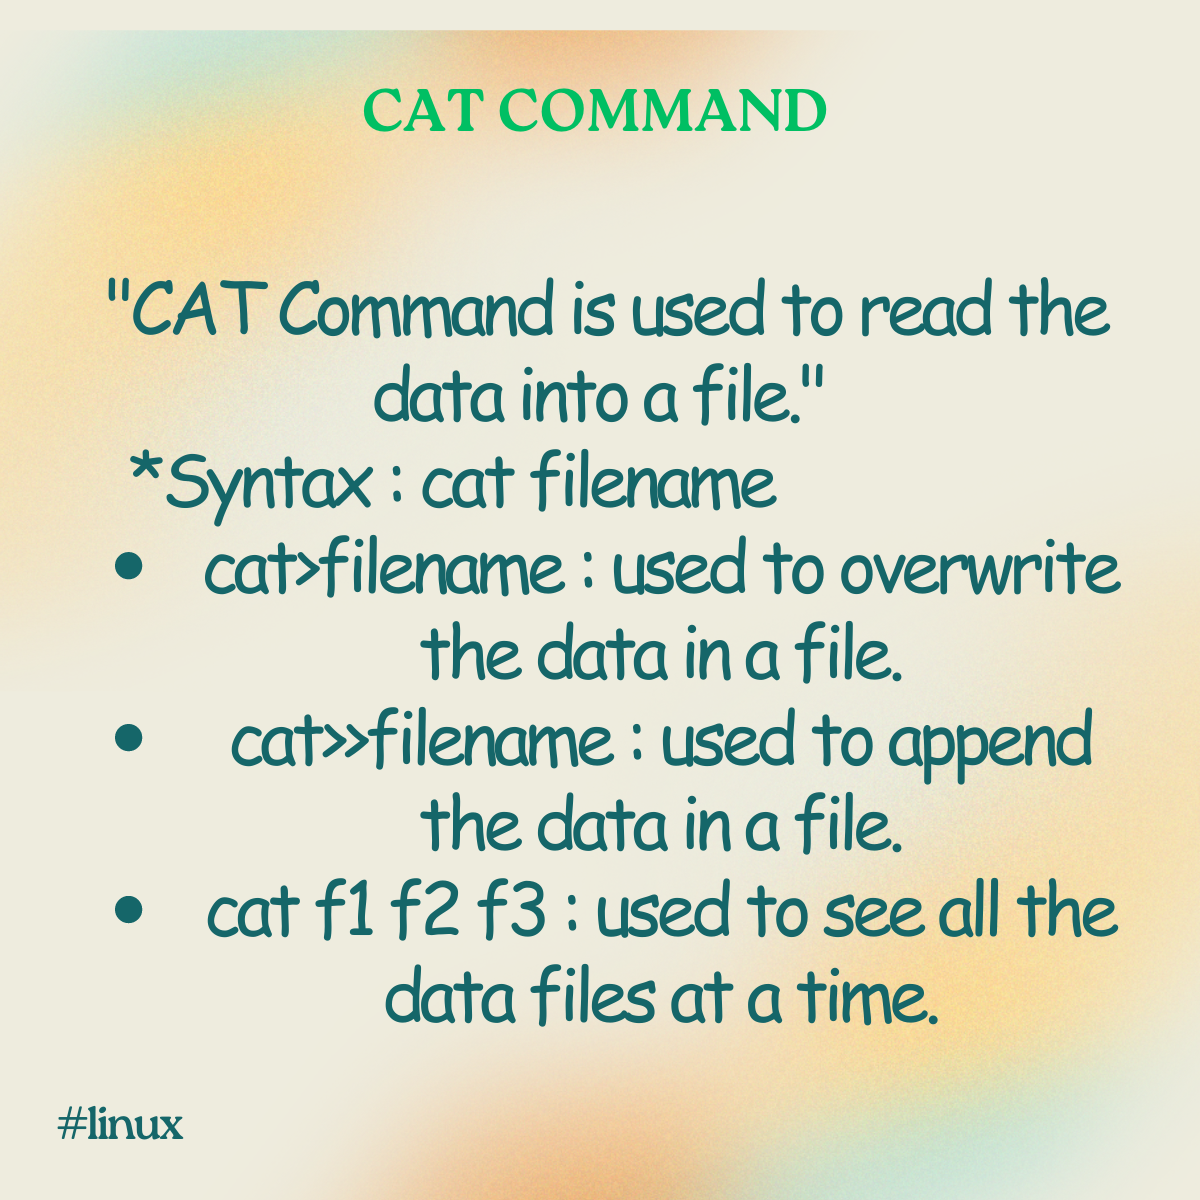 CAT COMMAND
"CAT Command is used to read the
data into a file."
*Syntax : cat filename
• cat>filename : used to overwrite
the data in a file.
• cat>>filename : used to append
the data in a file.
• cat f1 f2 f3 : used to see all the
data files at a time.
#linux